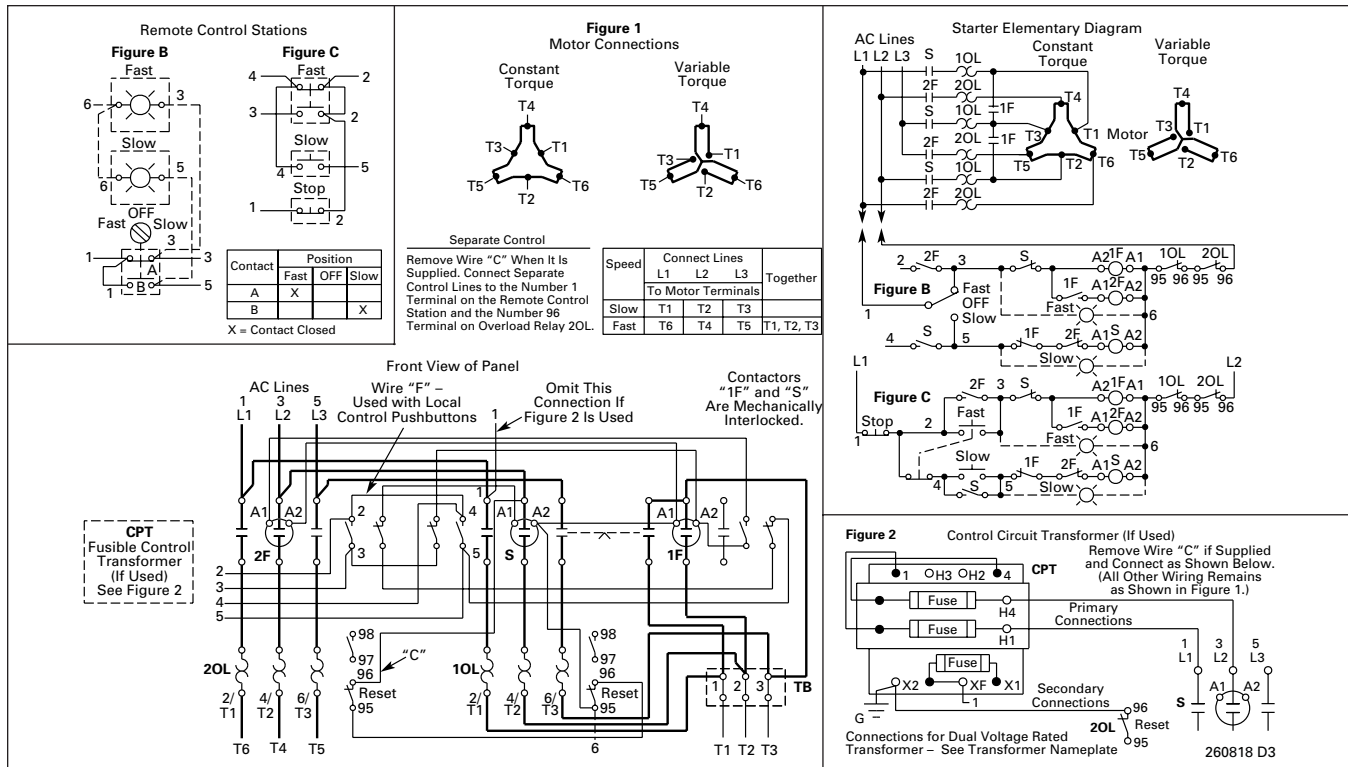 Remote Control Stations
Figure B
Fast
6
3
Slow
6
5
OFF
Fast
Slow
3
1
3
A
1
B
5
Figure C
Fast
4
2
3
2
Slow
4
5
Stop
1
2
Contact
Position
Fast OFF Slow
A X
B X
X = Contact Closed
Figure 1
Motor Connections
Constant
Torque
T4
T3
T1
T5
T6
T2
Variable
Torque
T4
T3
T1
T5
T6
T2
Separate Control
Remove Wire “C” When It Is
Supplied. Connect Separate
Control Lines to the Number 1
Terminal on the Remote Control
Station and the Number 96
Terminal on Overload Relay 2OL.
Speed
Connect Lines
Together
L1 L2 L3
To Motor Terminals
Slow T1 T2 T3
Fast T6 T4 T5 T1, T2, T3
Starter Elementary Diagram
AC Lines
L1 L2 L3
Constant
Torque
Variable
Torque
S 1OL
2F 2OL
S 1OL
2F 2OL
S 1OL
2F 2OL
1F
1F
T4
T3
T1
T5
T2
T6
Motor
T4
T3
T1
T5
T2
T6
2 2F 3 S A2 1F A1 1OL 2OL
95 96 95 96
Figure B
Fast
OFF
Slow
1
1F A1 2F A2
Fast
6
4 S 5 1F 2F A1 S A2
Slow
L1
L2
Figure C
2F 3 S A2 1F A1 1OL 2OL
95 96 95 96
Stop
1
2
Fast
1F A1 2F A2
Fast
6
Slow
1F 2F A1 S A2
4 S 5
Slow
Front View of Panel
AC Lines
1 3 5
L1 L2 L3
Wire “F” –
Used with Local
Control Pushbuttons
Omit This
Connection If
Figure 2 Is Used
1
Contactors
“1F” and “S”
Are Mechanically
Interlocked.
CPT
Fusible Control
Transformer
(If Used)
See Figure 2
A1 A2
2F
2
3
4
5
1
A1 A2
S
A1 A2
1F
2
3
4
5
98
97
96
Reset
95
“C”
98
97
96
Reset
95
2OL
2/
T1
4/
T2
6/
T3
1OL
2/
T1
4/
T2
6/
T3
1 2 3
TB
T6 T4 T5
6
T1 T2 T3
Figure 2
Control Circuit Transformer (If Used)
Remove Wire “C” if Supplied
and Connect as Shown Below.
(All Other Wiring Remains
as Shown in Figure 1.)
1 H3 H2 4
CPT
Fuse
H4
Fuse
H1
Primary
Connections
Fuse
X2 XF X1
1
G
Secondary
Connections
1 3 5
L1 L2 L3
A1 A2
S
96
2OL Reset
95
Connections for Dual Voltage Rated
Transformer – See Transformer Nameplate
260818 D3